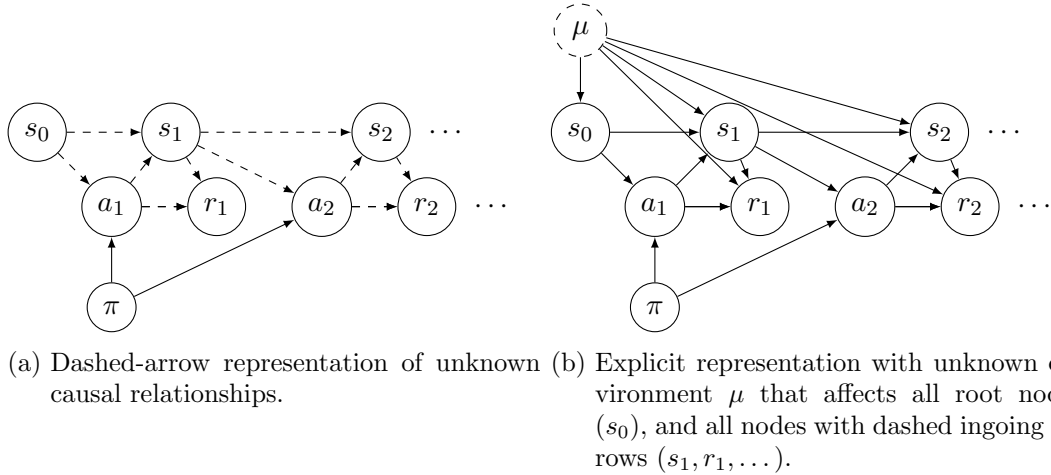 μ
s₀ s₁ s₂ ⋯
a₁ r₁ a₂ r₂ ⋯
π
s₀ s₁ s₂ ⋯
a₁ r₁ a₂ r₂ ⋯
π
(a) Dashed-arrow representation of unknown
causal relationships.
(b) Explicit representation with unknown
vironment μ that affects all root
(s₀), and all nodes with dashed ingoing
rows (s₁, r₁, . . . ).